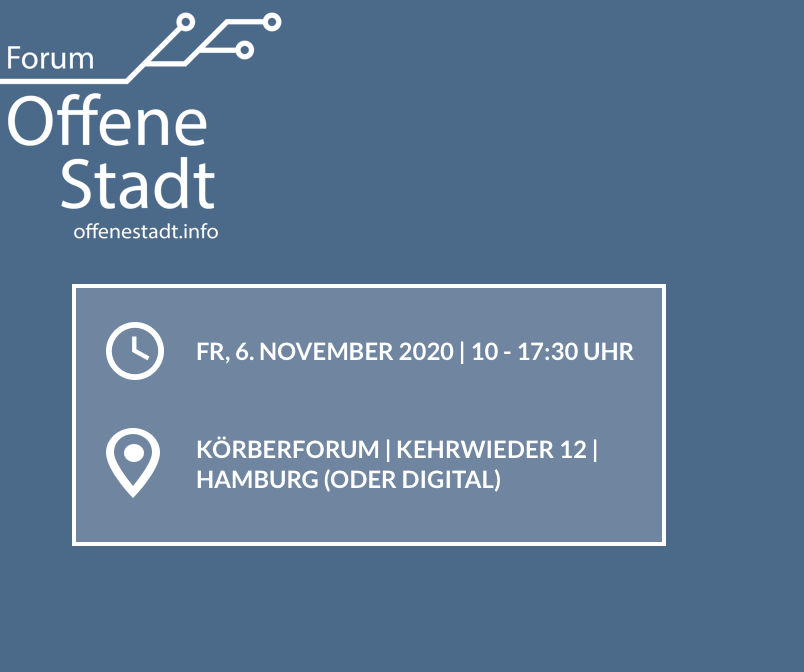 Forum
Offene
Stadt
offenestadt.info
FR, 6. NOVEMBER 2020 | 10 - 17:30 UHR
KÖRBERFORUM | KEHRWIEDER 12 |
HAMBURG (ODER DIGITAL)